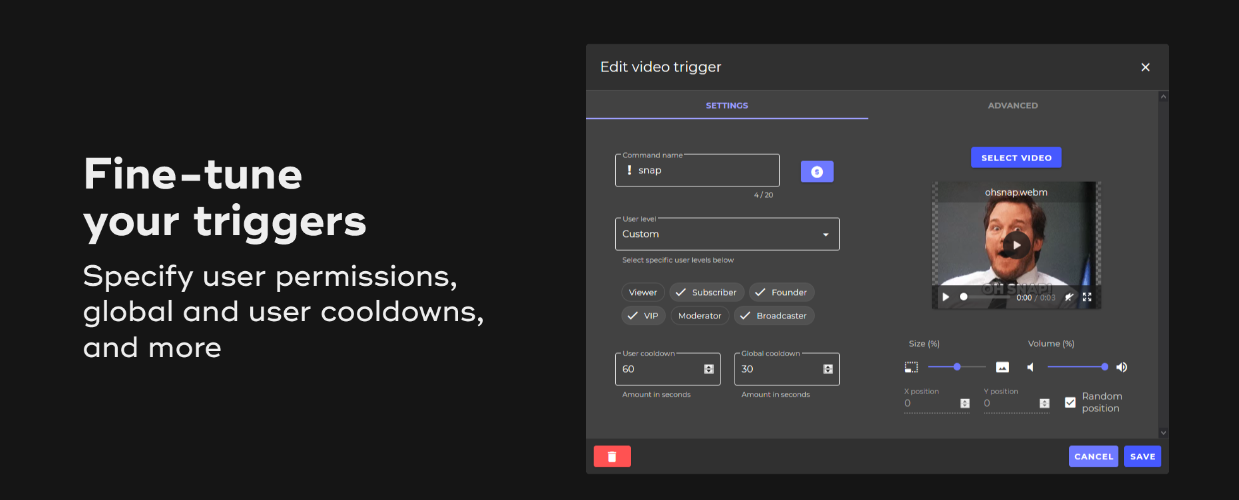 Fine-tune
your triggers
Specify user permissions,
global and user cooldowns,
and more
Edit video trigger
SETTINGS
ADVANCED
Command name
! snap
4 / 20
User level
Custom
Select specific user levels below
Viewer
Subscriber
Founder
VIP
Moderator
Broadcaster
User cooldown
60
Amount in seconds
Global cooldown
30
Amount in seconds
SELECT VIDEO
ohsnap.webm
OH SNAP!
0:00 / 0:03
Size (%)
Volume (%)
X position
0
Y position
0
Random
position
CANCEL
SAVE